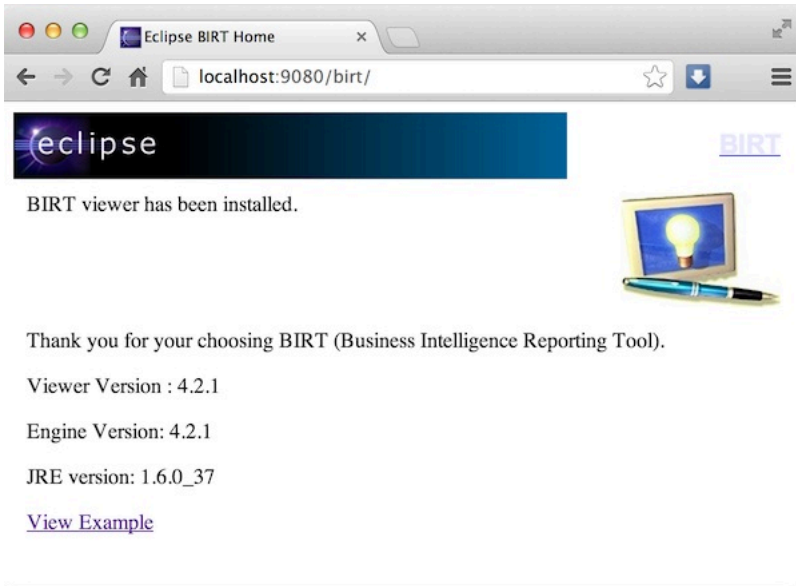 Eclipse BIRT Home
localhost:9080/birt/
eclipse
BIRT
BIRT viewer has been installed.
Thank you for your choosing BIRT (Business Intelligence Reporting Tool).
Viewer Version : 4.2.1
Engine Version: 4.2.1
JRE version: 1.6.0_37
View Example